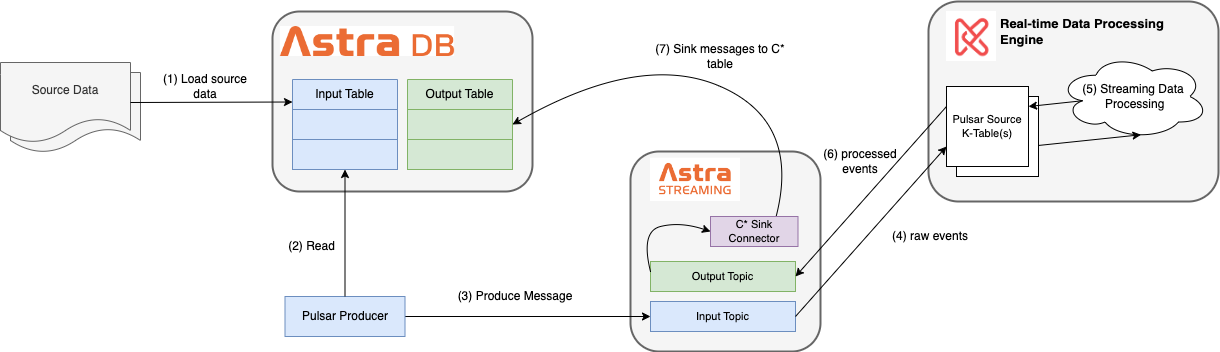 Source Data
(1) Load source
data
Astra DB
Input Table
Output Table
(2) Read
Pulsar Producer
(3) Produce Message
(7) Sink messages to C*
table
Astra
STREAMING
C* Sink
Connector
Output Topic
Input Topic
(4) raw events
(6) processed
events
Real-time Data Processing
Engine
Pulsar Source
K-Table(s)
(5) Streaming Data
Processing